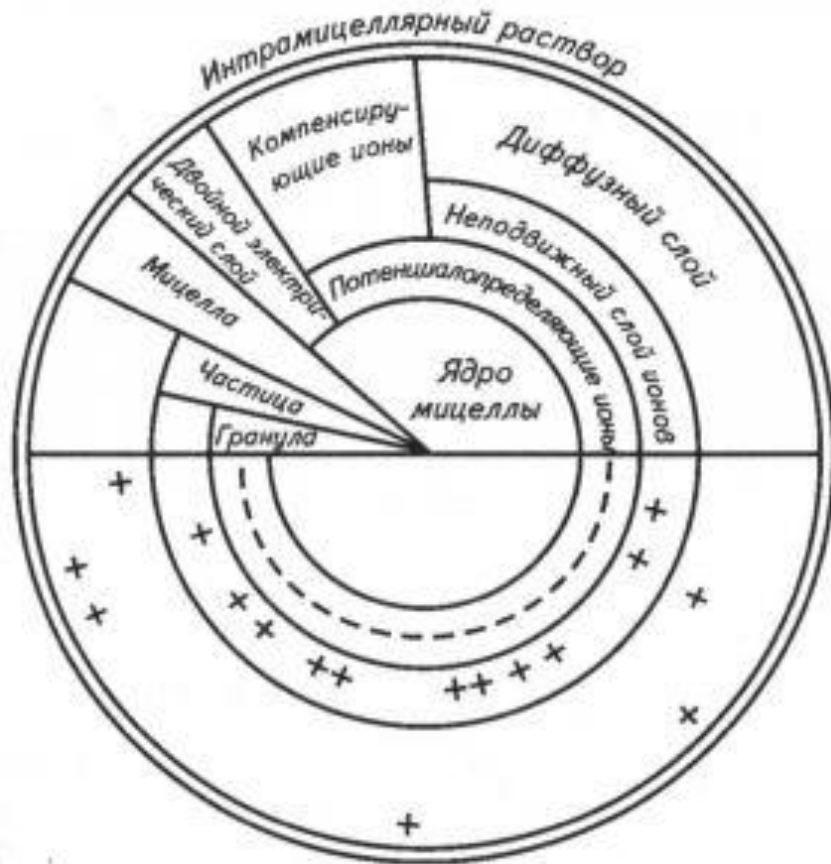 Интрамицеллярный раствор
Компенсиру-
ющие ионы
Диффузный слой
Двойной электри-
ческий слой
Неподвижный слой ионов
Мицелла
Потеншалопределяющие ионы
Частица
Ядро
мицеллы
Гранула